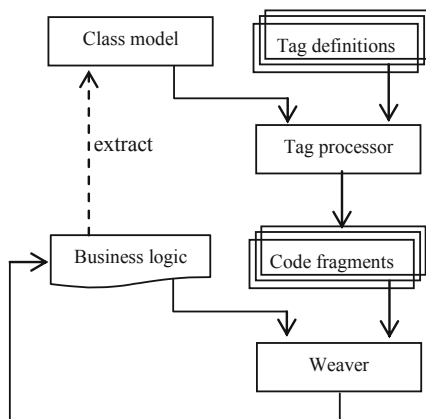 Class model
Tag definitions
extract
Tag processor
Business logic
Code fragments
Weaver